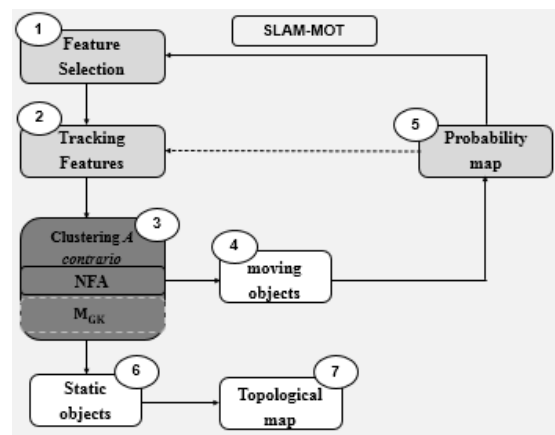 SLAM-MOT
1
Feature
Selection
2
Tracking
Features
5
Probability
map
3
Clustering A
contrario
NFA
MGK
4
moving
objects
6
Static
objects
7
Topological
map